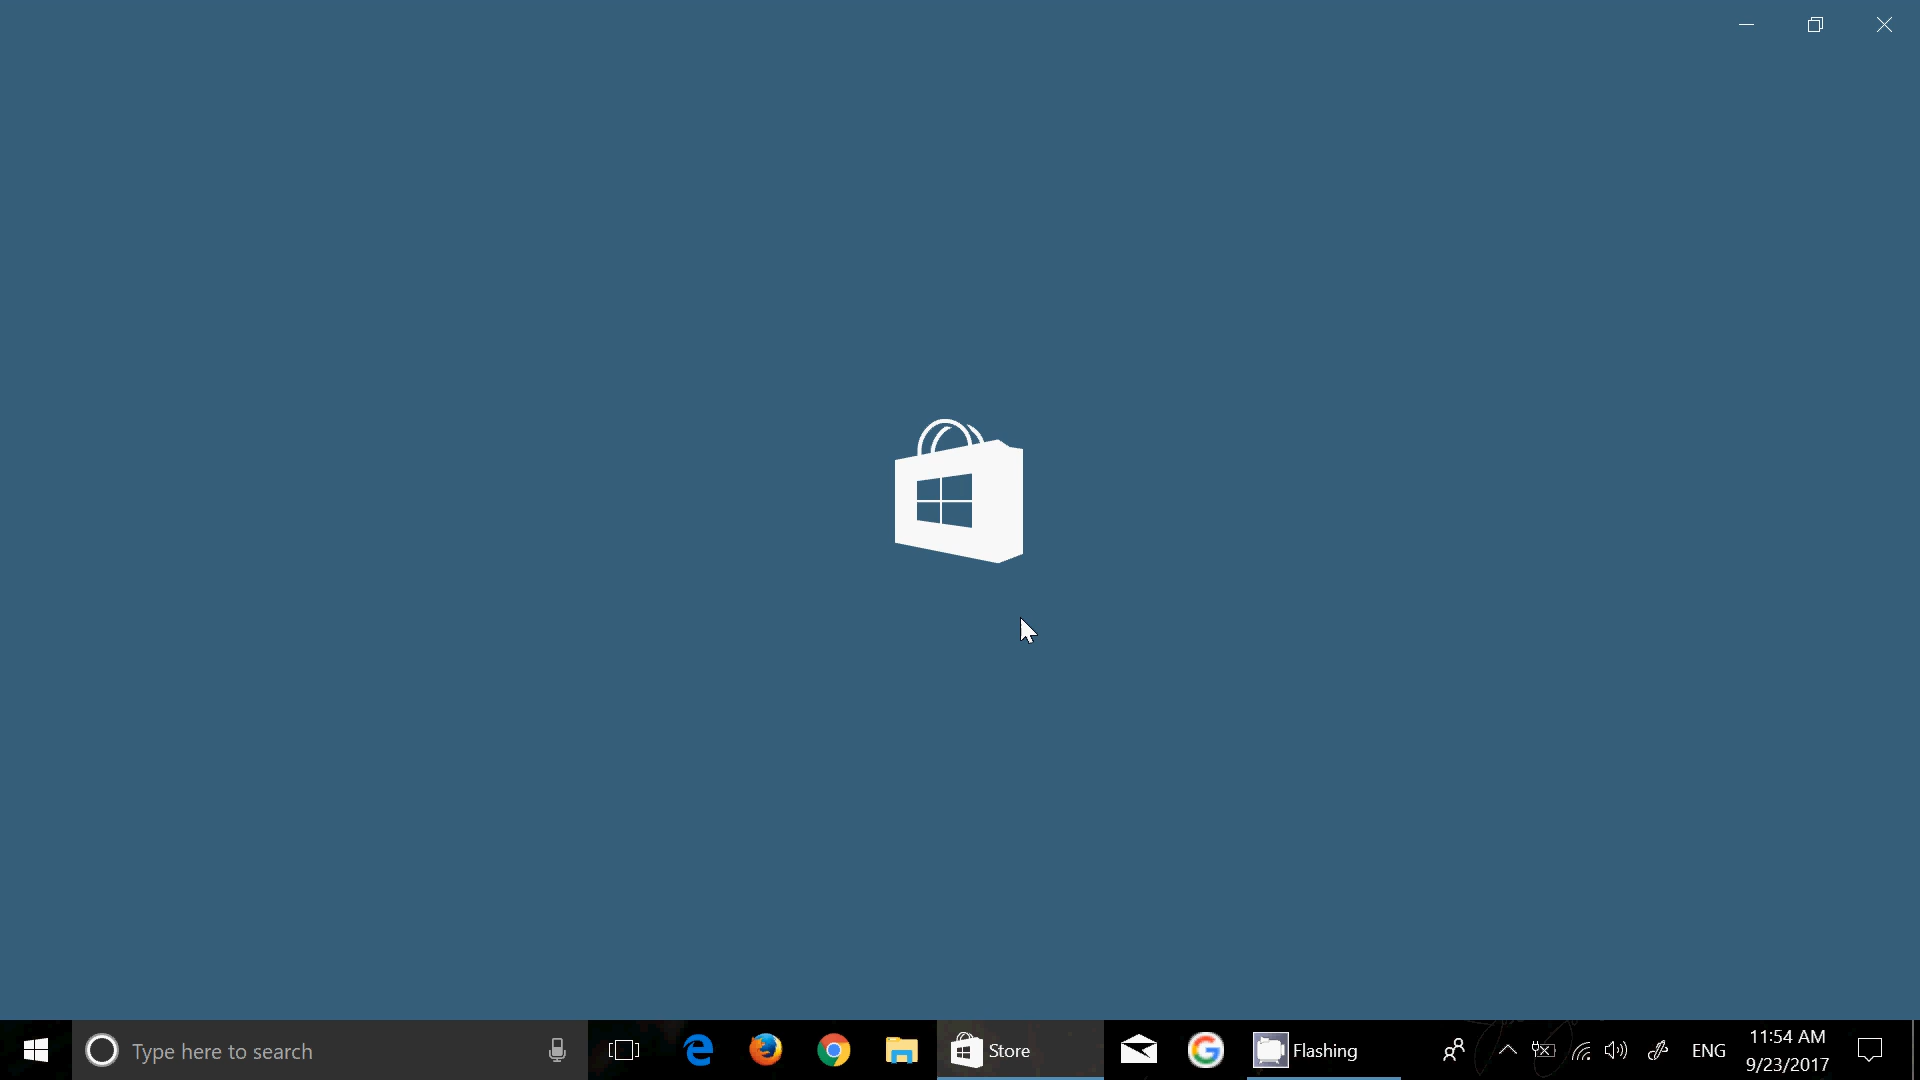 Type here to search
Store
Flashing
ENG
11:54 AM
9/23/2017